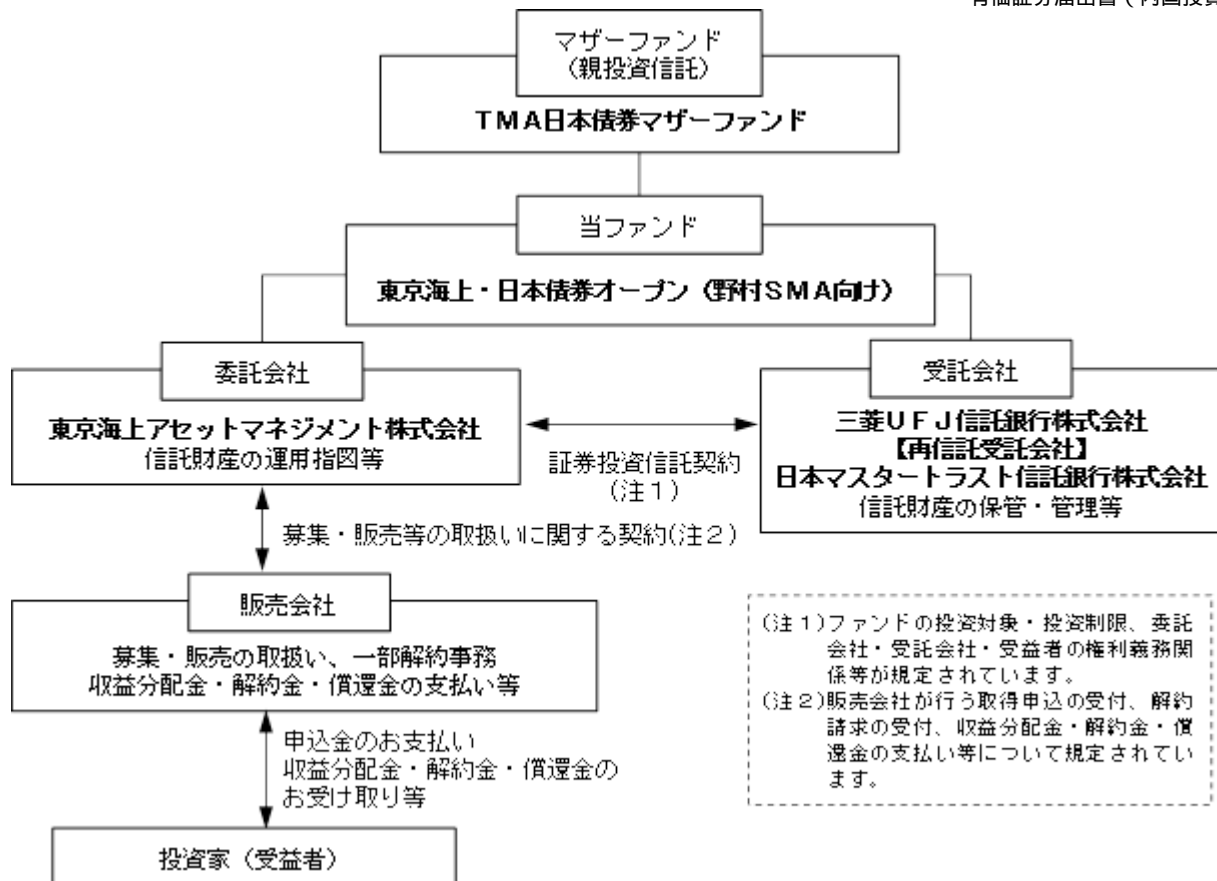 マザーファンド
(親投資信託)
TMA日本債券マザーファンド
当ファンド
東京海上・日本債券オープン(野村SMA向け)
委託会社
東京海上アセットマネジメント株式会社
信託財産の運用指図等
証券投資信託契約
(注1)
受託会社
三菱UFJ信託銀行株式会社
【再信託受託会社】
日本マスタートラスト信託銀行株式会社
信託財産の保管・管理等
募集・販売等の取扱いに関する契約(注2)
販売会社
募集・販売の取扱い、一部解約事務
収益分配金・解約金・償還金の支払い等
(注1)ファンドの投資対象・投資制限、委託
会社・受託会社・受益者の権利義務関
係等が規定されています。
(注2)販売会社が行う取得申込の受付、解約
請求の受付、収益分配金・解約金・償
還金の支払い等について規定されてい
ます。
申込金のお支払い
収益分配金・解約金・償還金の
お受け取り等
投資家(受益者)